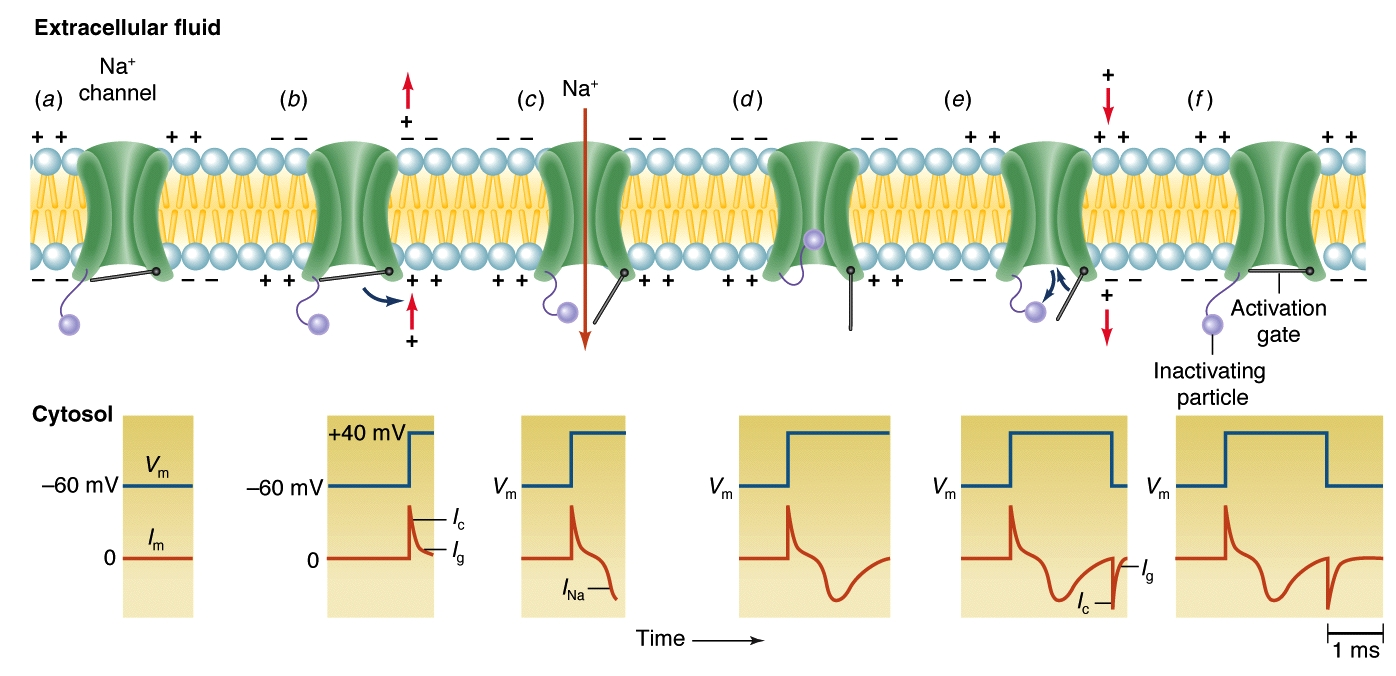 Extracellular fluid
Na⁺
channel
(a)
(b)
(c)
Na⁺
(d)
(e)
(f)
+ +
+ +
– –
+
– –
– –
– –
– –
– –
+ +
+
+ +
+ +
+ +
– –
– –
+ +
+ +
+
+ +
+ +
+ +
+ +
– –
– –
+
– –
– –
Activation
gate
Inactivating
particle
Cytosol
Vm
–60 mV
Im
0
+40 mV
–60 mV
Ic
Ig
0
Vm
INa
Vm
Vm
Ig
Ic
Vm
Time
1 ms